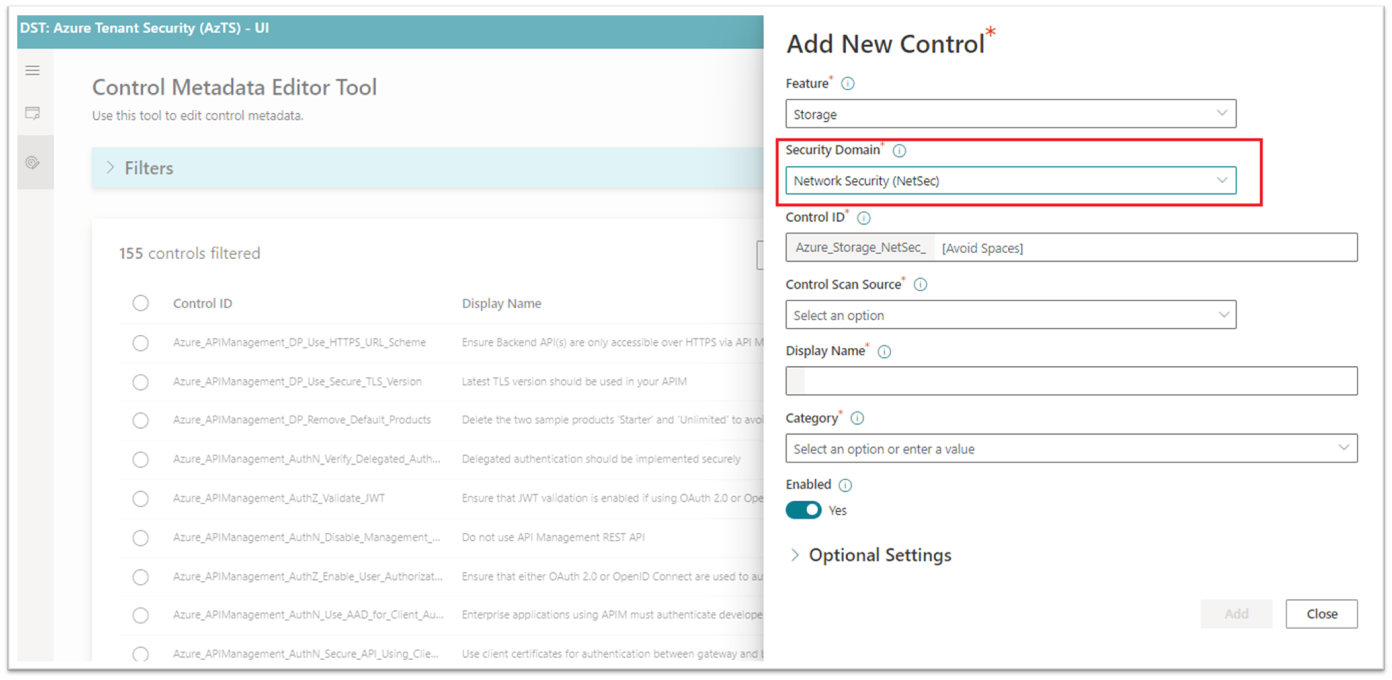 DST: Azure Tenant Security (AzTS) - UI
Control Metadata Editor Tool
Use this tool to edit control metadata.
Filters
155 controls filtered
Control ID Display Name
Azure_APIManagement_DP_Use_HTTPS_URL_Scheme Ensure Backend API(s) are only accessible over HTTPS via API M
Azure_APIManagement_DP_Use_Secure_TLS_Version Latest TLS version should be used in your APIM
Azure_APIManagement_DP_Remove_Default_Products Delete the two sample products 'Starter' and 'Unlimited' to avoi
Azure_APIManagement_AuthN_Verify_Delegated_Auth... Delegated authentication should be implemented securely
Azure_APIManagement_AuthZ_Validate_JWT Ensure that JWT validation is enabled if using OAuth 2.0 or Open
Azure_APIManagement_AuthN_Disable_Management_... Do not use API Management REST API
Azure_APIManagement_AuthZ_Enable_User_Authorizat... Ensure that either OAuth 2.0 or OpenID Connect are used to au
Azure_APIManagement_AuthN_Use_AAD_for_Client_Au... Enterprise applications using APIM must authenticate develope
Azure_APIManagement_AuthN_Secure_API_Using_Clie... Use client certificates for authentication between gateway and b
Add New Control*
Feature*
Storage
Security Domain*
Network Security (NetSec)
Control ID*
Azure_Storage_NetSec_ [Avoid Spaces]
Control Scan Source*
Select an option
Display Name*
Category*
Select an option or enter a value
Enabled
Yes
Optional Settings
Add Close